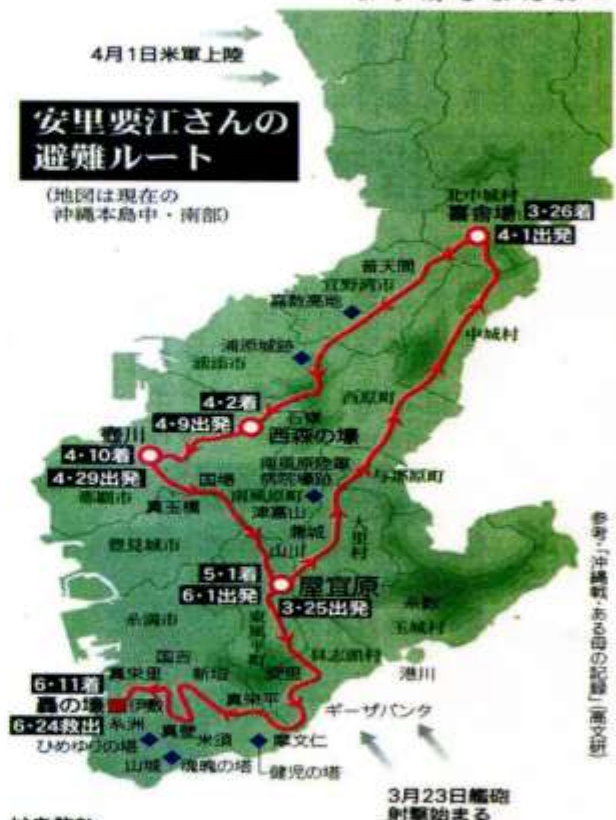 4月1日米軍上陸
安里要江さんの
避難ルート
(地図は現在の
沖縄本島中・南部)
北中城村
喜舎場
3・26着
4・1出発
普天間
宜野湾市
嘉数高地
中城村
浦添城跡
浦添市
西原町
4・2着
4・9出発
石嶺
西森の壕
壺川
4・10着
4・29出発
那覇市
国場
真玉橋
南風原陸軍
病院壕跡
南風原町
津嘉山
与那原町
山川
大里村
豊見城市
5・1着
6・1出発
屋宜原
3・25出発
東風平町
糸数
玉城村
糸満市
具志頭村
港川
国吉
真栄里
新垣
真栄平
6・11着
轟の壕
伊敷
6・24救出
糸洲
真壁
米須
摩文仁
ギーザバンタ
ひめゆりの塔
山城
魂魄の塔
健児の塔
3月23日艦砲
射撃始まる
参考:「沖縄戦・ある母の記録」(高文研)